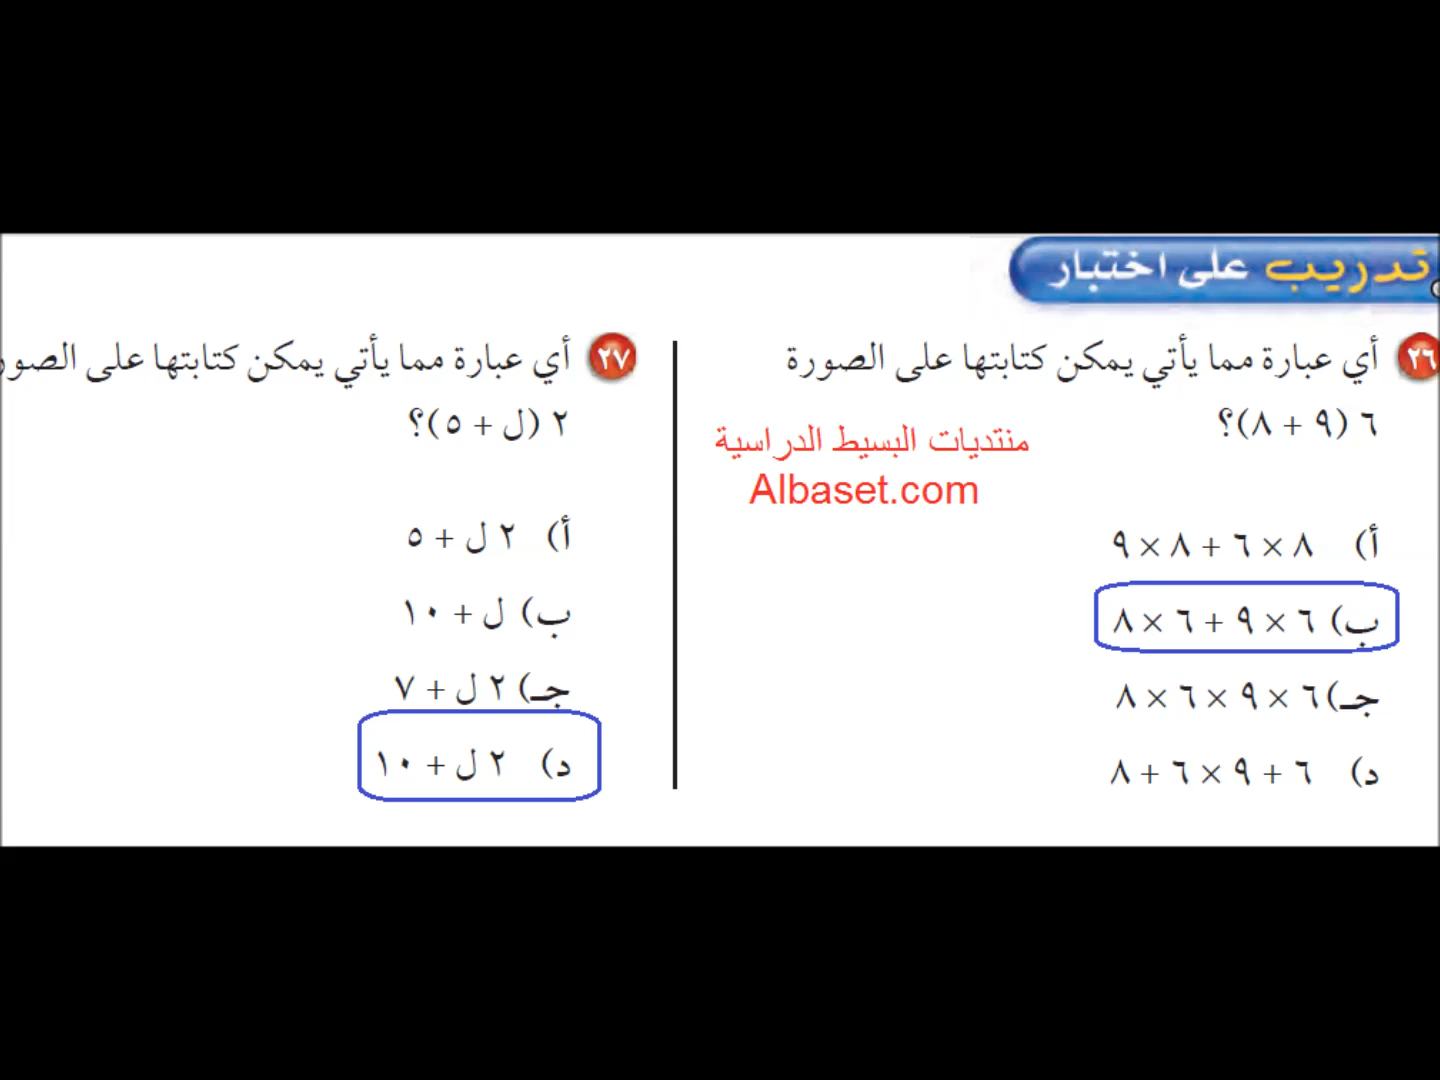 تدريب على اختبار
٢٦ أي عبارة مما يأتي يمكن كتابتها على الصورة
٦ (٩ + ٨)؟
أ) ٨ × ٦ + ٨ × ٩
ب) ٦ × ٩ + ٦ × ٨
جـ) ٦ × ٩ × ٦ × ٨
د) ٦ + ٩ × ٦ + ٨
منتديات البسيط الدراسية
Albaset.com
٢٧ أي عبارة مما يأتي يمكن كتابتها على
٢ (ل + ٥)؟
أ) ٢ ل + ٥
ب) ل + ١٠
جـ) ٢ ل + ٧
د) ٢ ل + ١٠